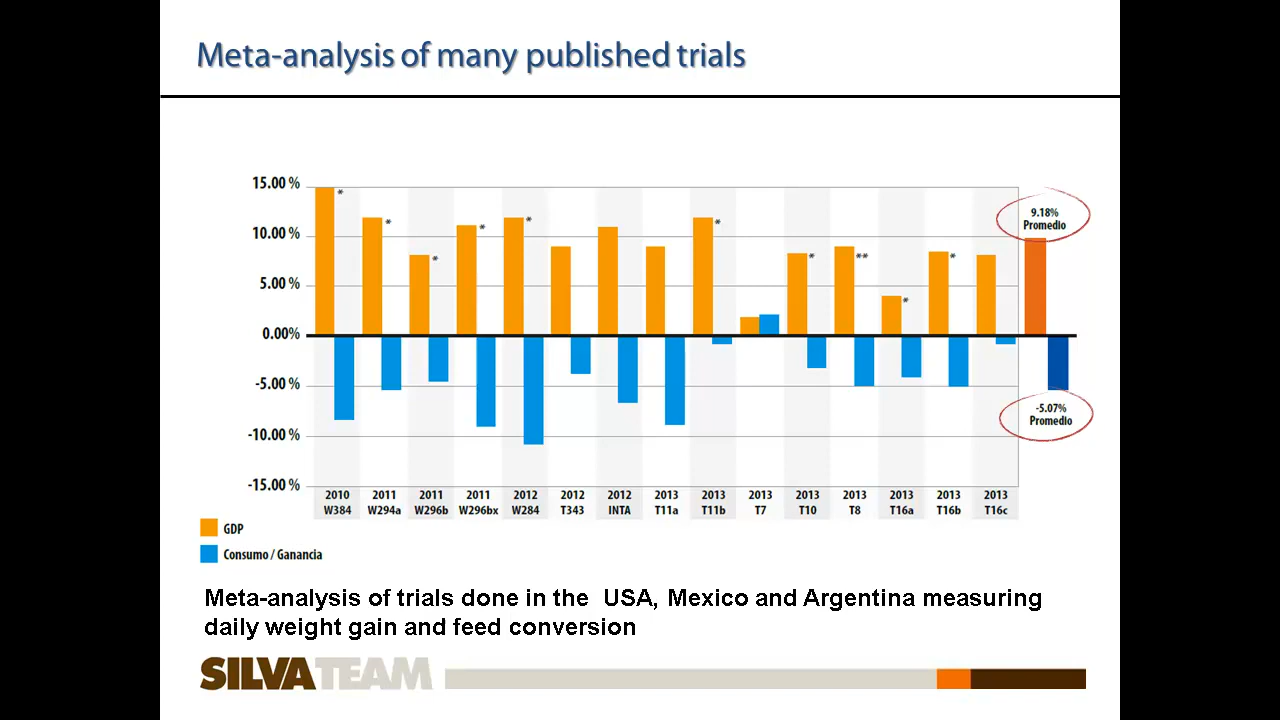 Meta-analysis of many published trials
15.00 %
10.00 %
5.00 %
0.00%
-5.00 %
-10.00 %
-15.00 %
* * * * * * * ** * *
9.18%
Promedio
-5.07%
Promedio
2010 2011 2011 2011 2012 2012 2012 2013 2013 2013 2013 2013 2013 2013 2013
W384 W294a W296b W296bx W284 T343 INTA T11a T11b T7 T10 T8 T16a T16b T16c
GDP
Consumo / Ganancia
Meta-analysis of trials done in the USA, Mexico and Argentina measuring
daily weight gain and feed conversion
SILVATEAM